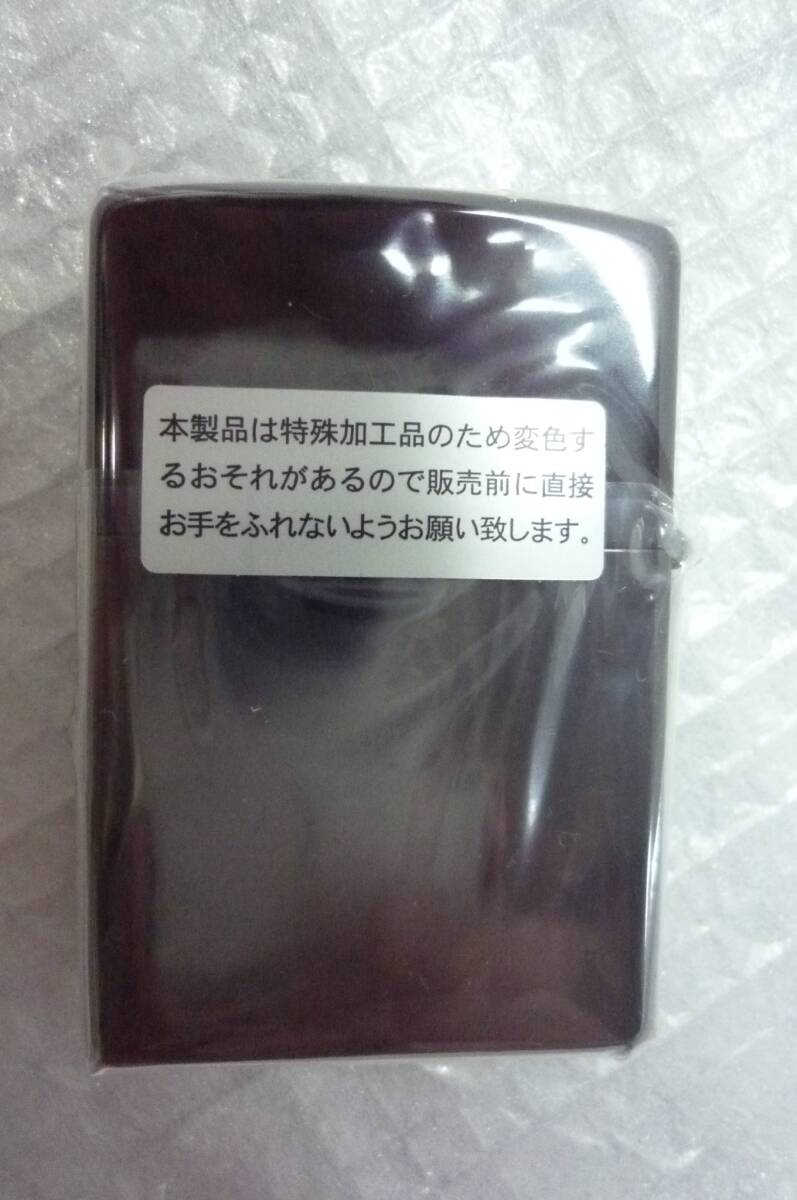 本製品は特殊加工品のため変色す
るおそれがあるので販売前に直接
お手をふれないようお願い致します。